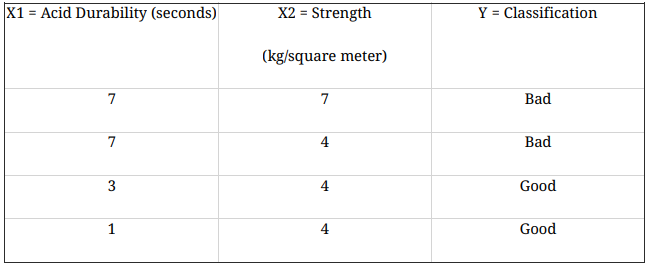 X1 = Acid Durability (seconds) X2 = Strength Y = Classification
(kg/square meter)
7 7 Bad
7 4 Bad
3 4 Good
1 4 Good